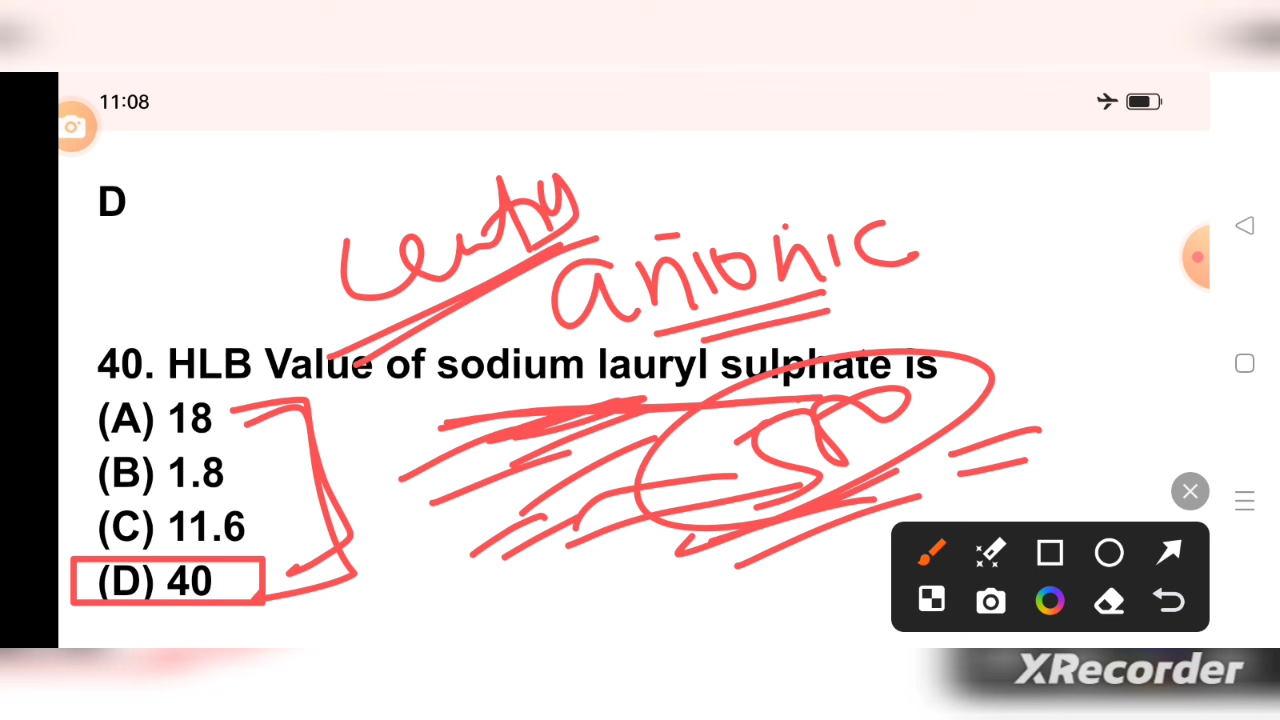 11:08
D
anionic
40. HLB Value of sodium lauryl sulphate is
(A) 18
(B) 1.8
(C) 11.6
(D) 40
XRecorder